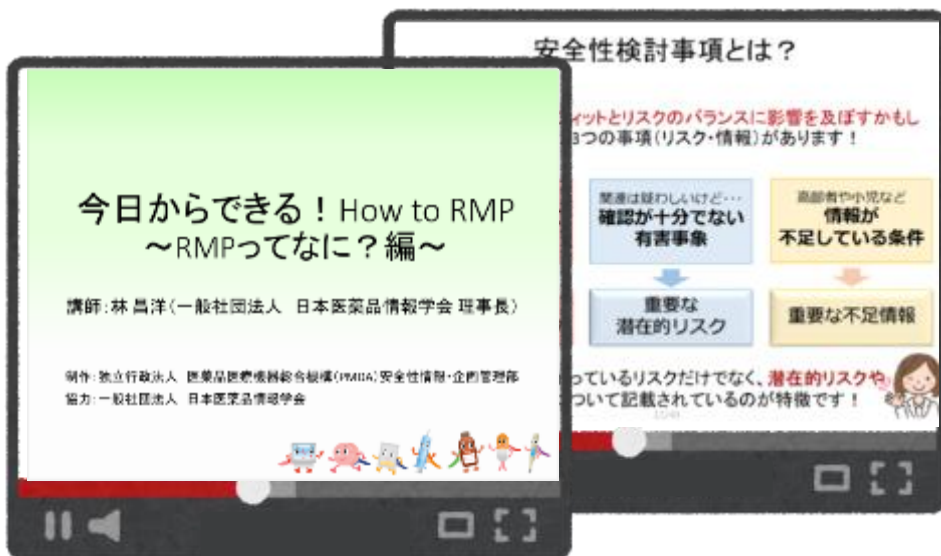 今日からできる！How to RMP
～RMPってなに？編～
講師：林 昌洋（一般社団法人 日本医薬品情報学会 理事長）
制作：独立行政法人 医薬品医療機器総合機構（PMDA）安全性情報・企画管理部
協力：一般社団法人 日本医薬品情報学会
安全性検討事項とは？
ィットとリスクのバランスに影響を及ぼすかもし
3つの事項（リスク・情報）があります！
関連は疑わしいけど…
確認が十分でない
有害事象
重要な
潜在的リスク
高齢者や小児など
情報が
不足している条件
重要な不足情報
っているリスクだけでなく、潜在的リスクや
ついて記載されているのが特徴です！